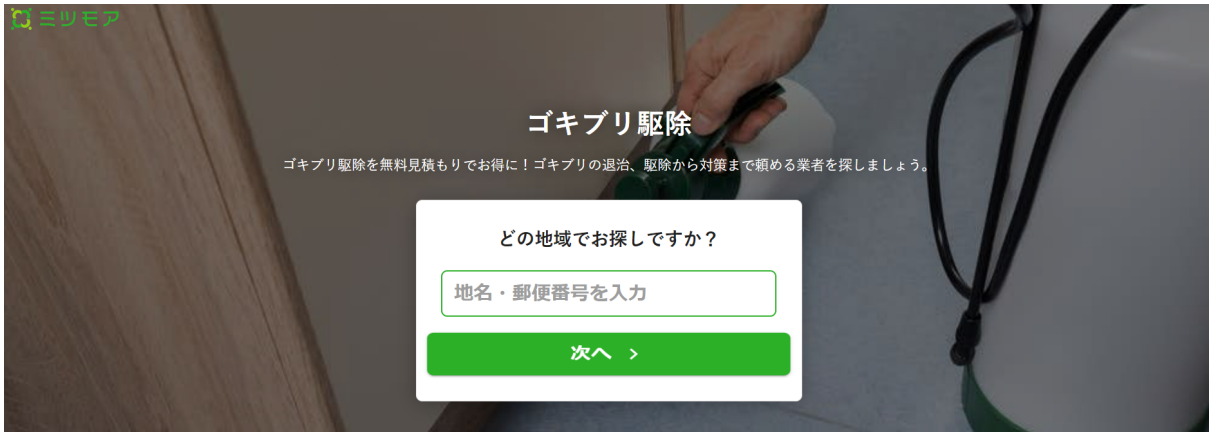 ミツモア
ゴキブリ駆除
ゴキブリ駆除を無料見積もりでお得に！ゴキブリの退治、駆除から対策まで頼める業者を探しましょう。
どの地域でお探しですか？
地名・郵便番号を入力
次へ >